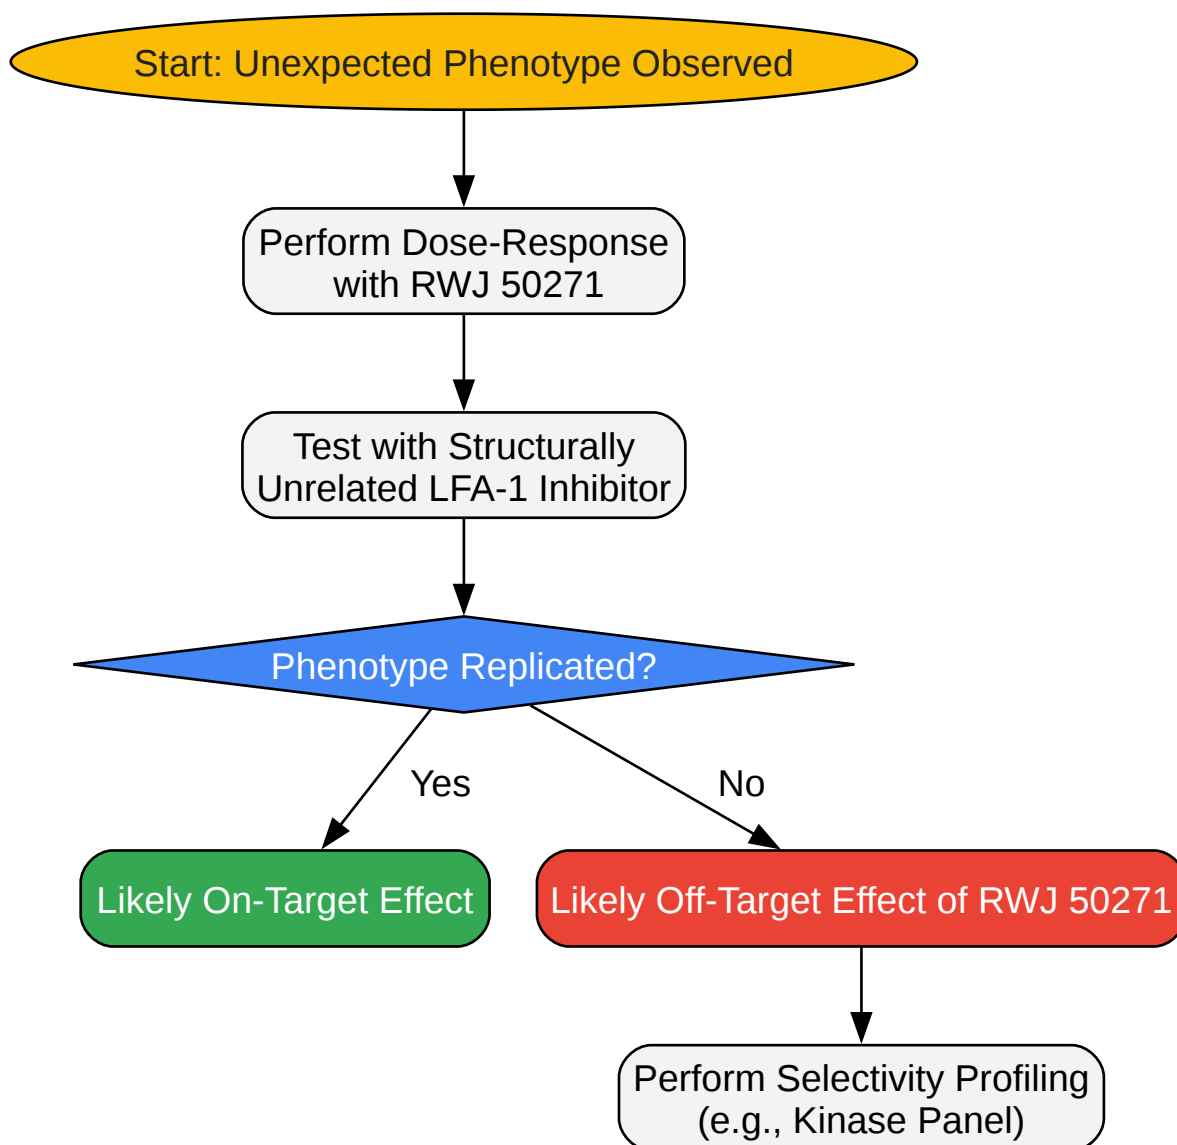 Start: Unexpected Phenotype Observed
Perform Dose-Response
with RWJ 50271
Test with Structurally
Unrelated LFA-1 Inhibitor
Phenotype Replicated?
Yes
No
Likely On-Target Effect
Likely Off-Target Effect of RWJ 50271
Perform Selectivity Profiling
(e.g., Kinase Panel)